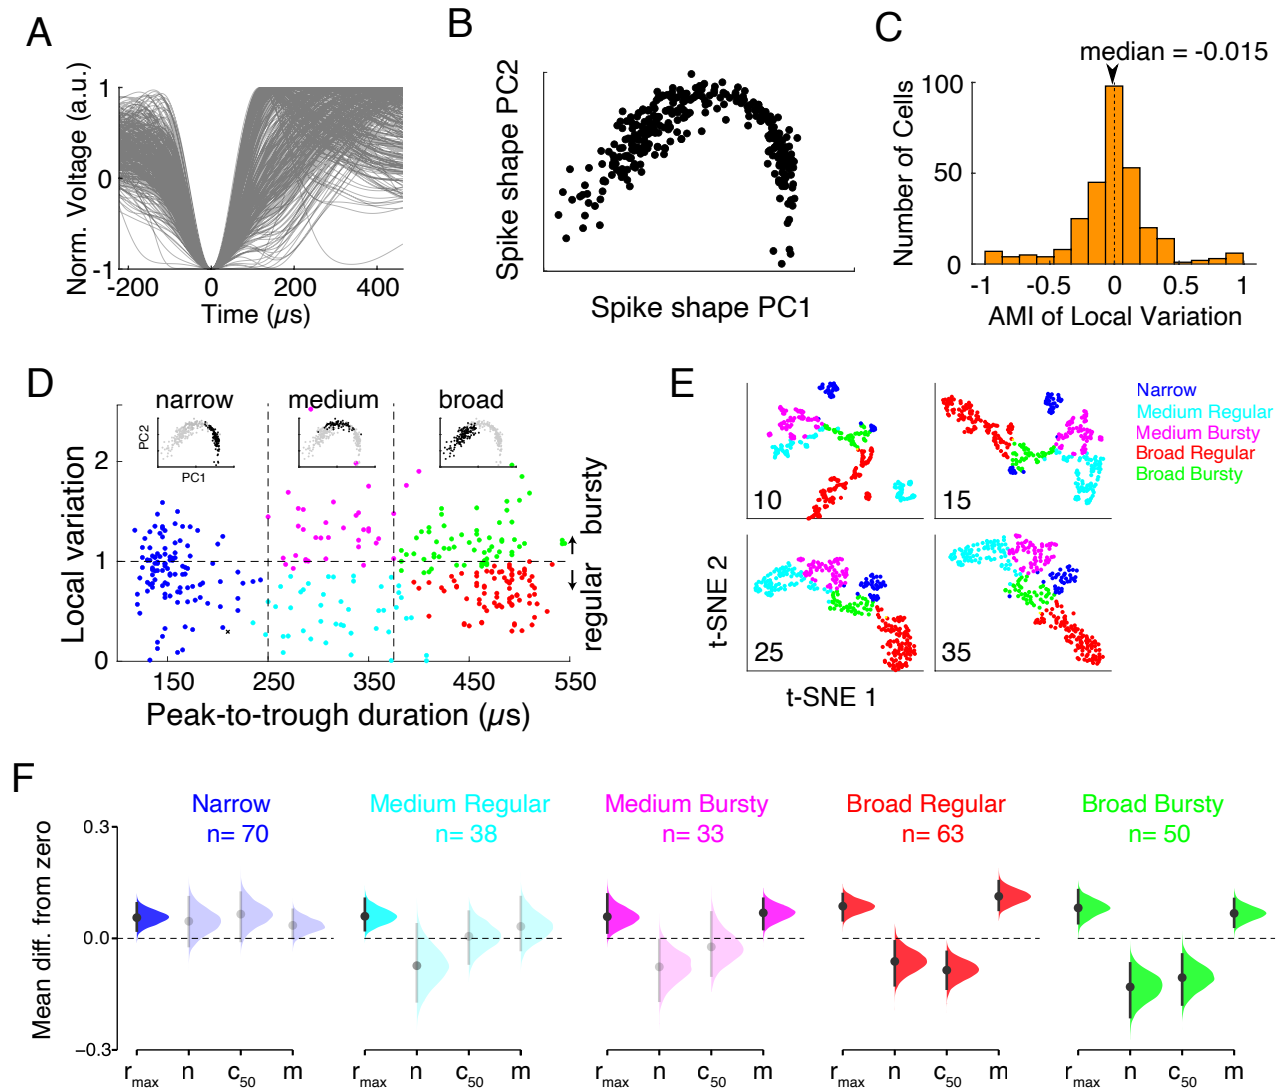 A
Norm. Voltage (a.u.)
1
0
-1
-200
0
200
400
Time (µs)
B
Spike shape PC2
Spike shape PC1
C
median = -0.015
Number of Cells
100
50
0
-1
-0.5
0
0.5
1
AMI of Local Variation
D
narrow
medium
broad
PC2
PC1
Local variation
2
1
0
bursty
regular
150
250
350
450
550
Peak-to-trough duration (µs)
E
10
15
25
35
Narrow
Medium Regular
Medium Bursty
Broad Regular
Broad Bursty
t-SNE 2
t-SNE 1
F
Mean diff. from zero
0.3
0.0
−0.3
Narrow
n= 70
Medium Regular
n= 38
Medium Bursty
n= 33
Broad Regular
n= 63
Broad Bursty
n= 50
rmax n c50 m
rmax n c50 m
rmax n c50 m
rmax n c50 m
rmax n c50 m